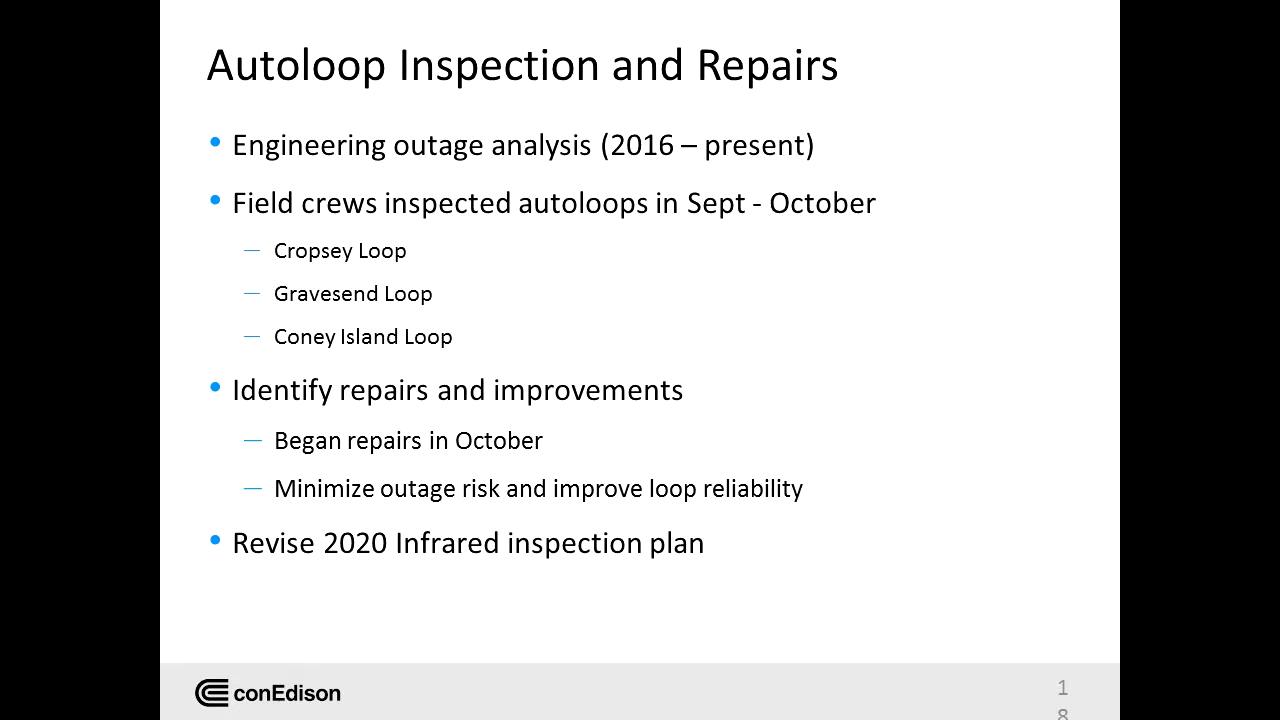 Autoloop Inspection and Repairs
• Engineering outage analysis (2016 – present)
• Field crews inspected autoloops in Sept - October
— Cropsey Loop
— Gravesend Loop
— Coney Island Loop
• Identify repairs and improvements
— Began repairs in October
— Minimize outage risk and improve loop reliability
• Revise 2020 Infrared inspection plan
conEdison
1
8